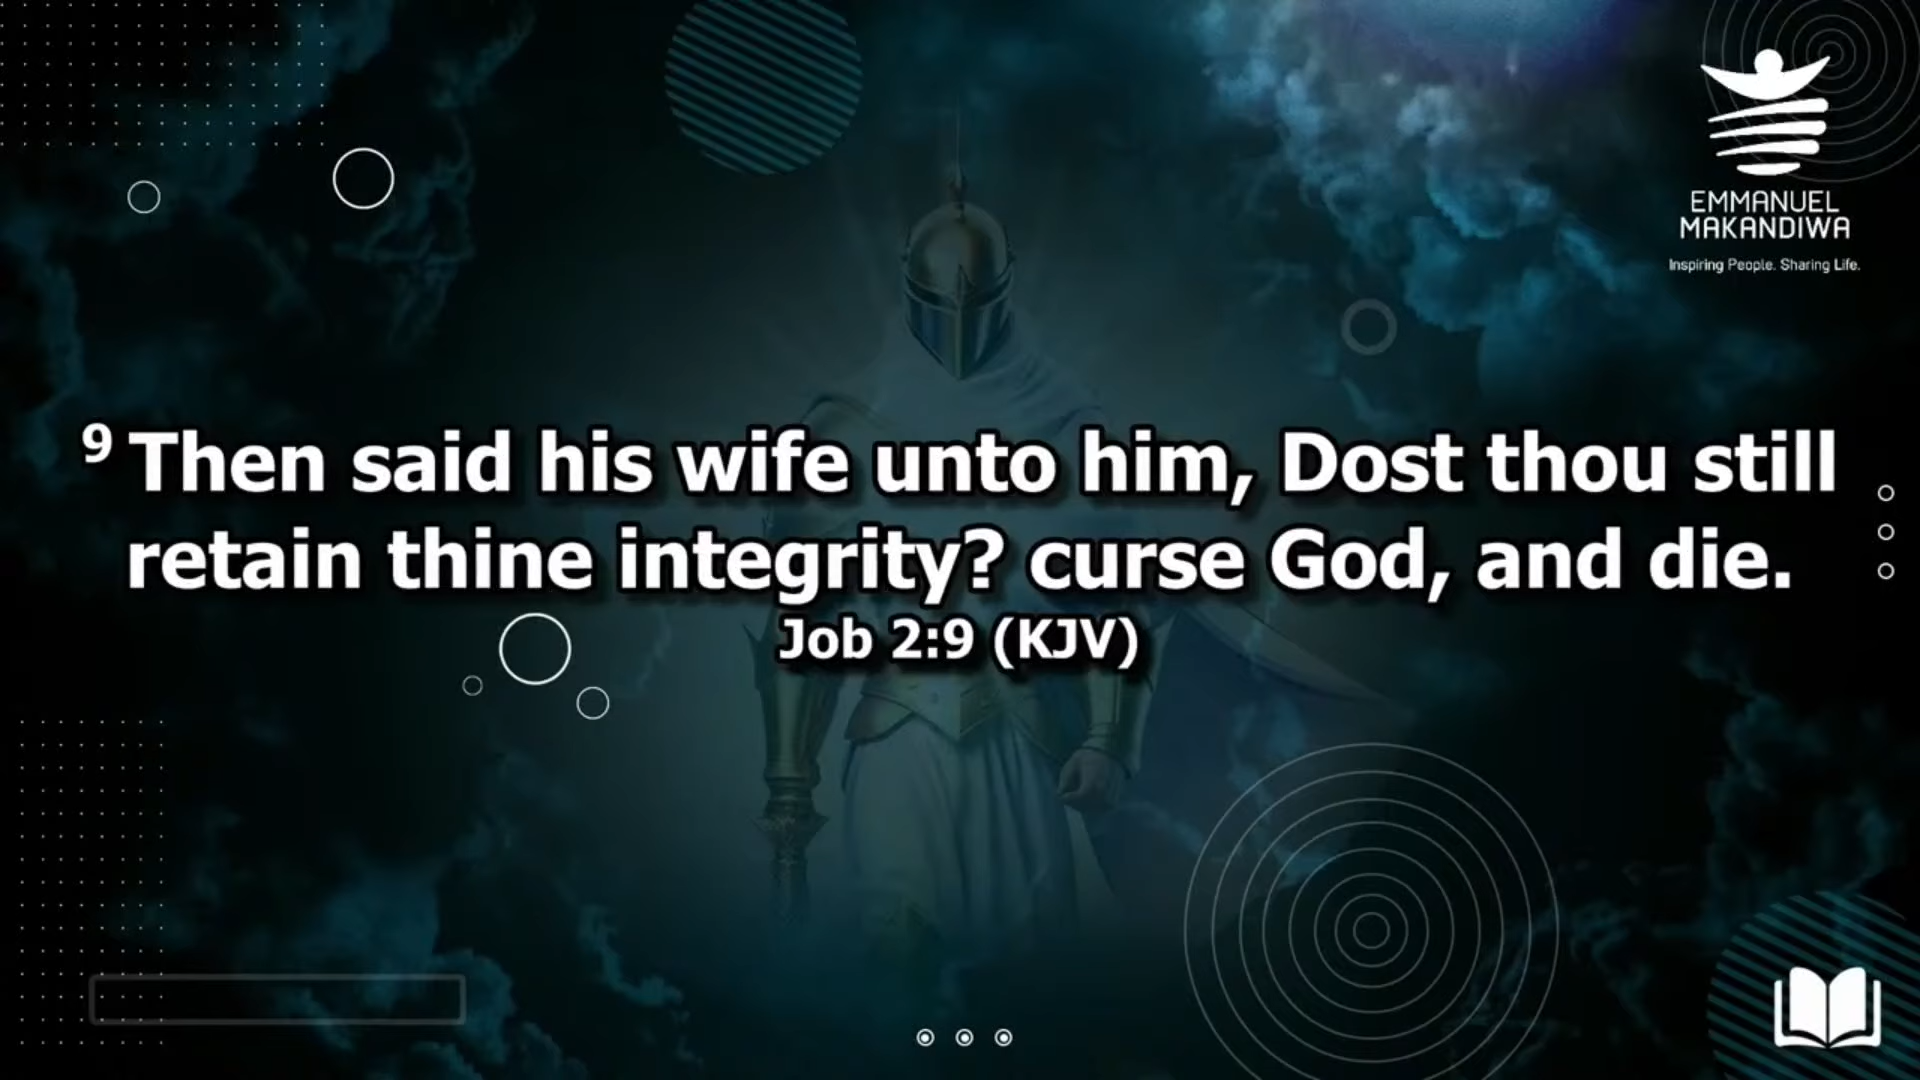 EMMANUEL
MAKANDIWA
Inspiring People. Sharing Life.
9 Then said his wife unto him, Dost thou still
retain thine integrity? curse God, and die.
Job 2:9 (KJV)